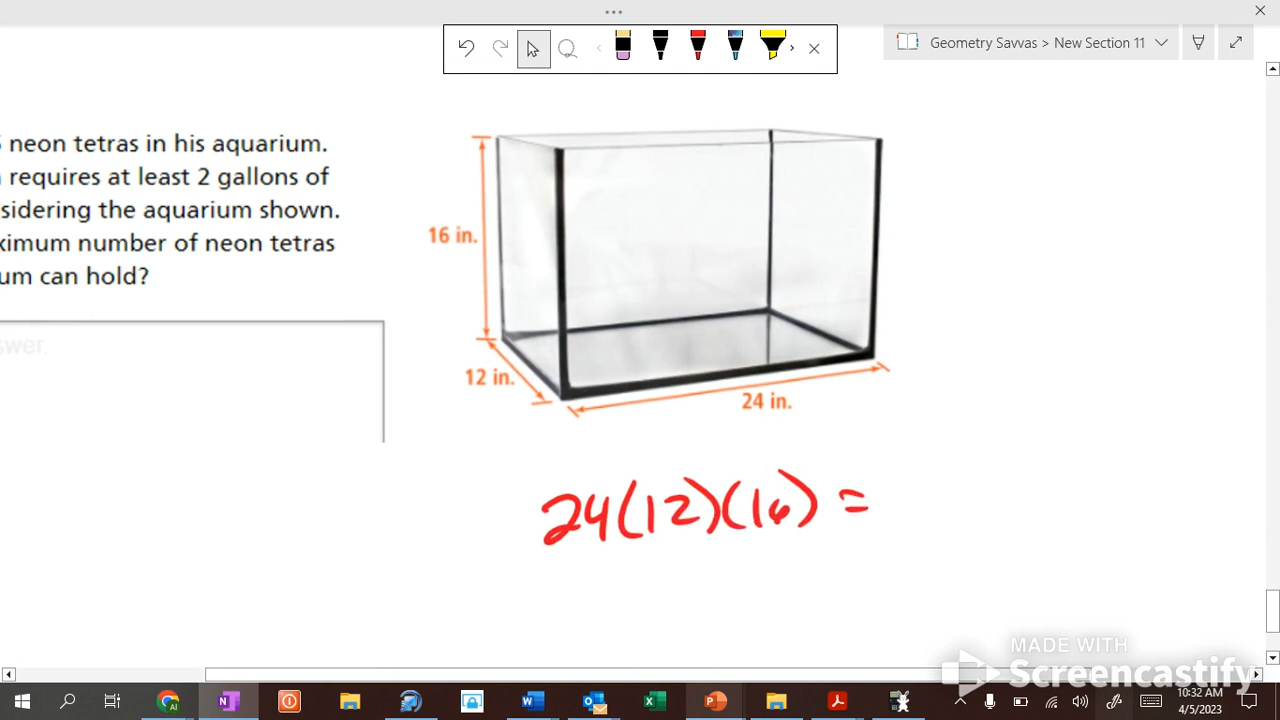 Geometry Savvas > New Section 11
neon tetras in his aquarium.
requires at least 2 gallons of
sidering the aquarium shown.
ximum number of neon tetras
um can hold?
swer.
16 in.
12 in.
24 in.
24(12)(16) =
MADE WITH
Screencastify
10:32 AM
4/5/2023